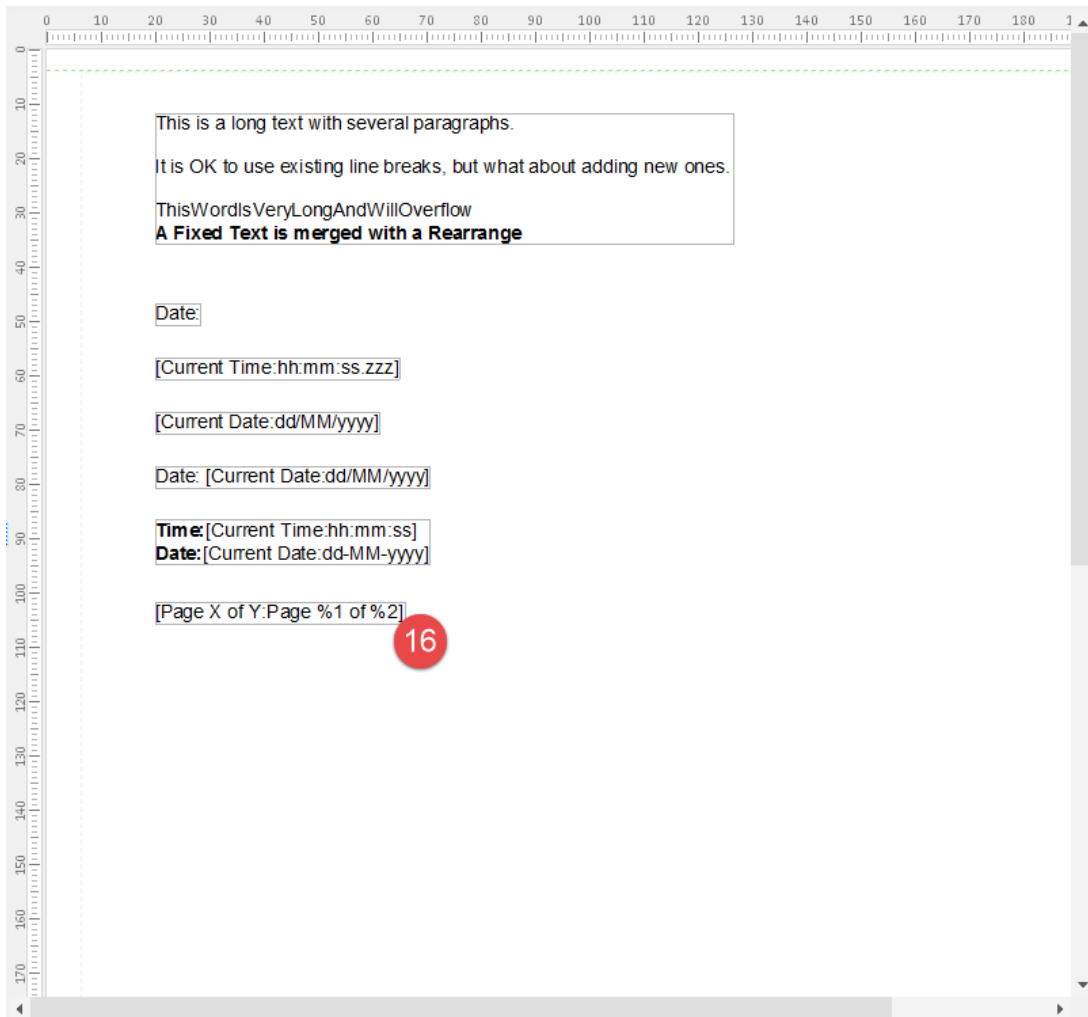 0 10 20 30 40 50 60 70 80 90 100 110 120 130 140 150 160 170 180
0
10
This is a long text with several paragraphs.
20
It is OK to use existing line breaks, but what about adding new ones.
30
ThisWordIsVeryLongAndWillOverflow
A Fixed Text is merged with a Rearrange
40
50
Date:
60
[Current Time:hh:mm:ss.zzz]
70
[Current Date:dd/MM/yyyy]
80
Date: [Current Date:dd/MM/yyyy]
90
Time:[Current Time:hh:mm:ss]
Date:[Current Date:dd-MM-yyyy]
100
[Page X of Y:Page %1 of %2]
16
110
120
130
140
150
160
170